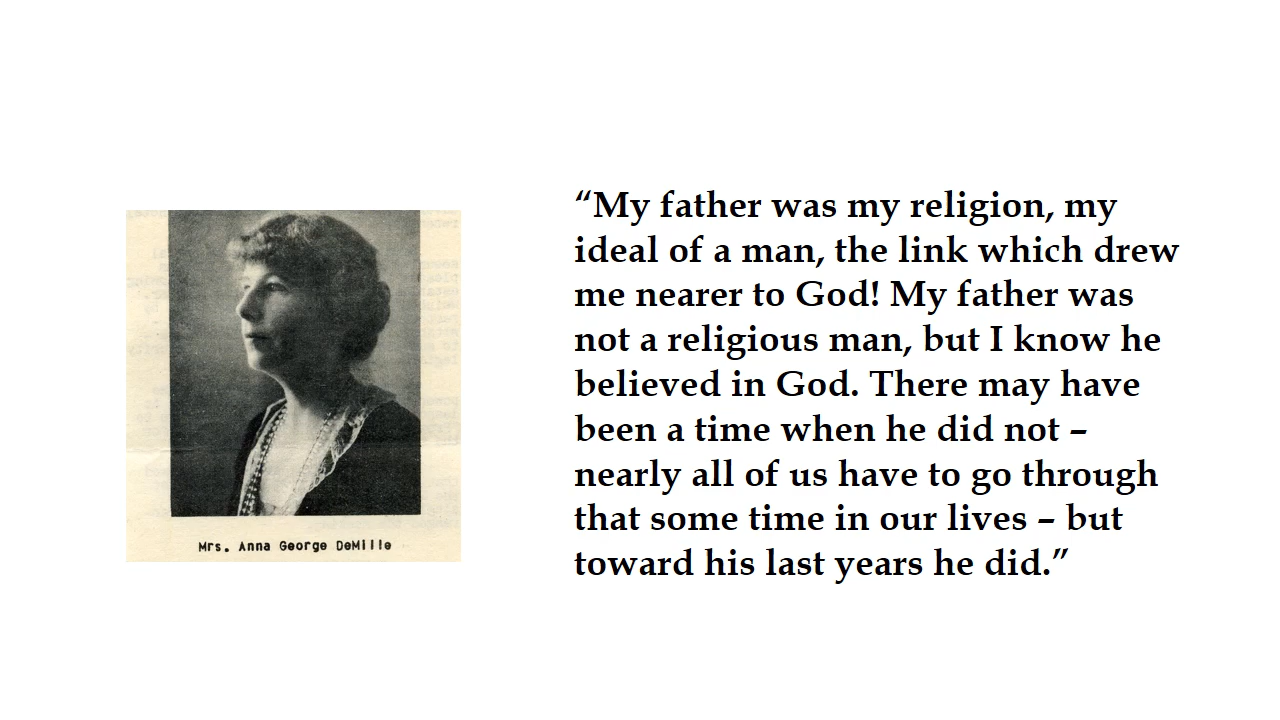 Mrs. Anna George DeMille
“My father was my religion, my
ideal of a man, the link which drew
me nearer to God! My father was
not a religious man, but I know he
believed in God. There may have
been a time when he did not –
nearly all of us have to go through
that some time in our lives – but
toward his last years he did.”